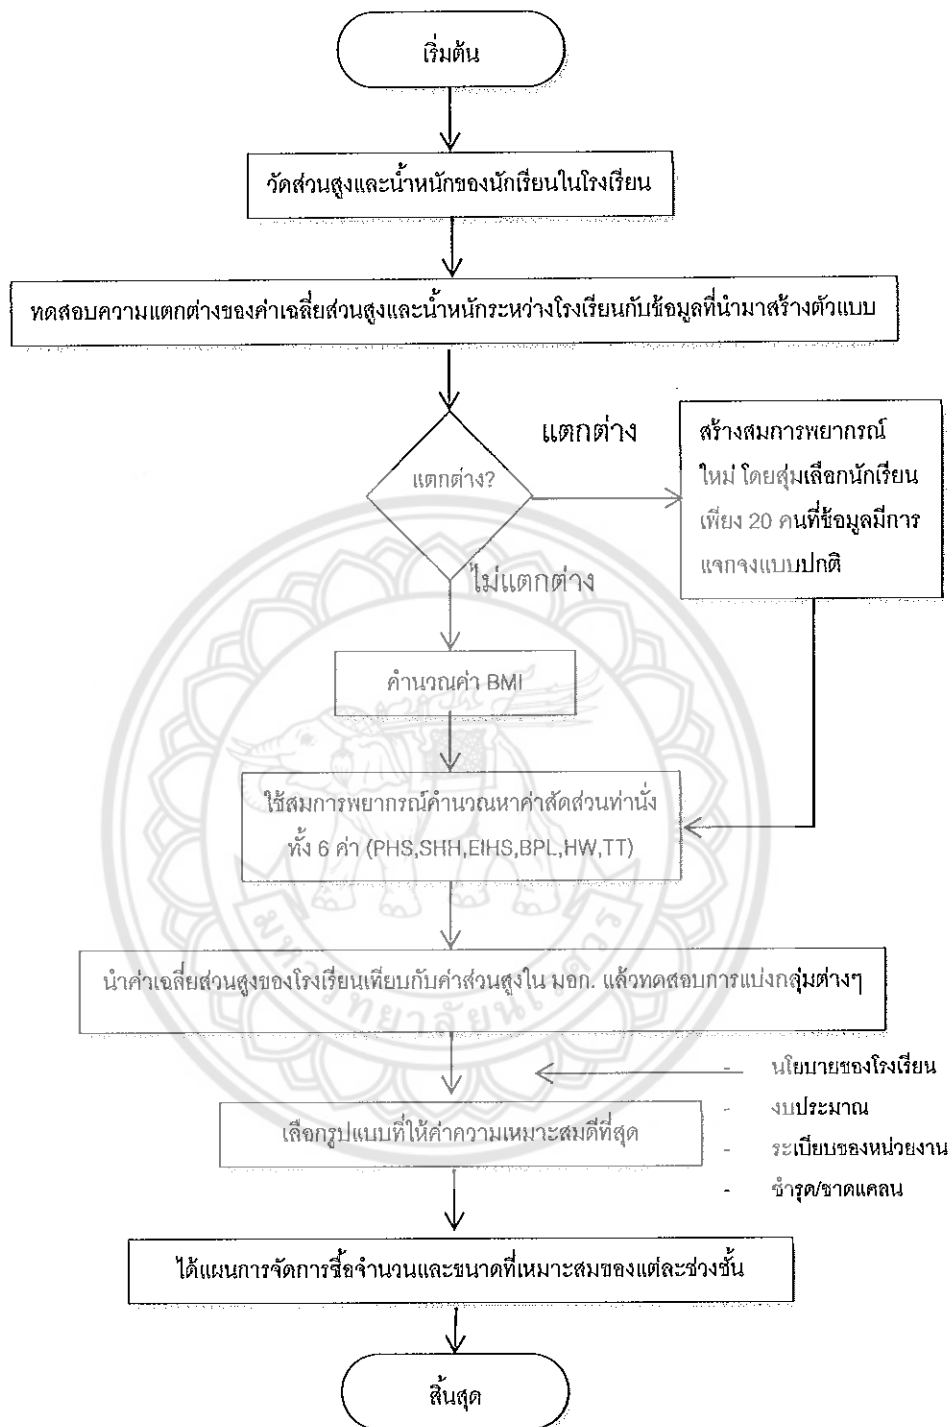 เริ่มต้น
วัดส่วนสูงและน้ำหนักของนักเรียนในโรงเรียน
ทดสอบความแตกต่างของค่าเฉลี่ยส่วนสูงและน้ำหนักระหว่างโรงเรียนกับข้อมูลที่นำมาสร้างตัวแบบ
แตกต่าง?
แตกต่าง
สร้างสมการพยากรณ์
ใหม่ โดยสุ่มเลือกนักเรียน
เพียง 20 คนที่ข้อมูลมีการ
แจกจงแบบปกติ
ไม่แตกต่าง
คำนวณค่า BMI
ใช้สมการพยากรณ์คำนวณหาค่าสัดส่วนท่านั่ง
ทั้ง 6 ค่า (PHS,SHH,EIHS,BPL,HW,TT)
นำค่าเฉลี่ยส่วนสูงของโรงเรียนเทียบกับค่าส่วนสูงใน มอก. แล้วทดสอบการแบ่งกลุ่มต่างๆ
- นโยบายของโรงเรียน
- งบประมาณ
- ระเบียบของหน่วยงาน
- ชำรุด/ขาดแคลน
เลือกรูปแบบที่ให้ค่าความเหมาะสมดีที่สุด
ได้แผนการจัดการซื้อจำนวนและขนาดที่เหมาะสมของแต่ละช่วงชั้น
สิ้นสุด
มหาวิทยาลัยนเรศวร